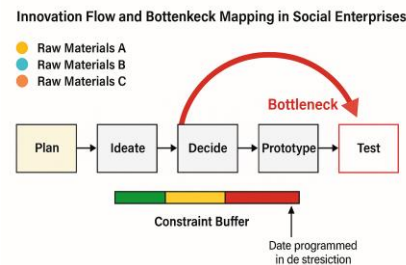 Innovation Flow and Bottenkeck Mapping in Social Enterprises
Raw Materials A
Raw Materials B
Raw Materials C
Bottleneck
Plan
Ideate
Decide
Prototype
Test
Constraint Buffer
Date programmed
in de stresiction